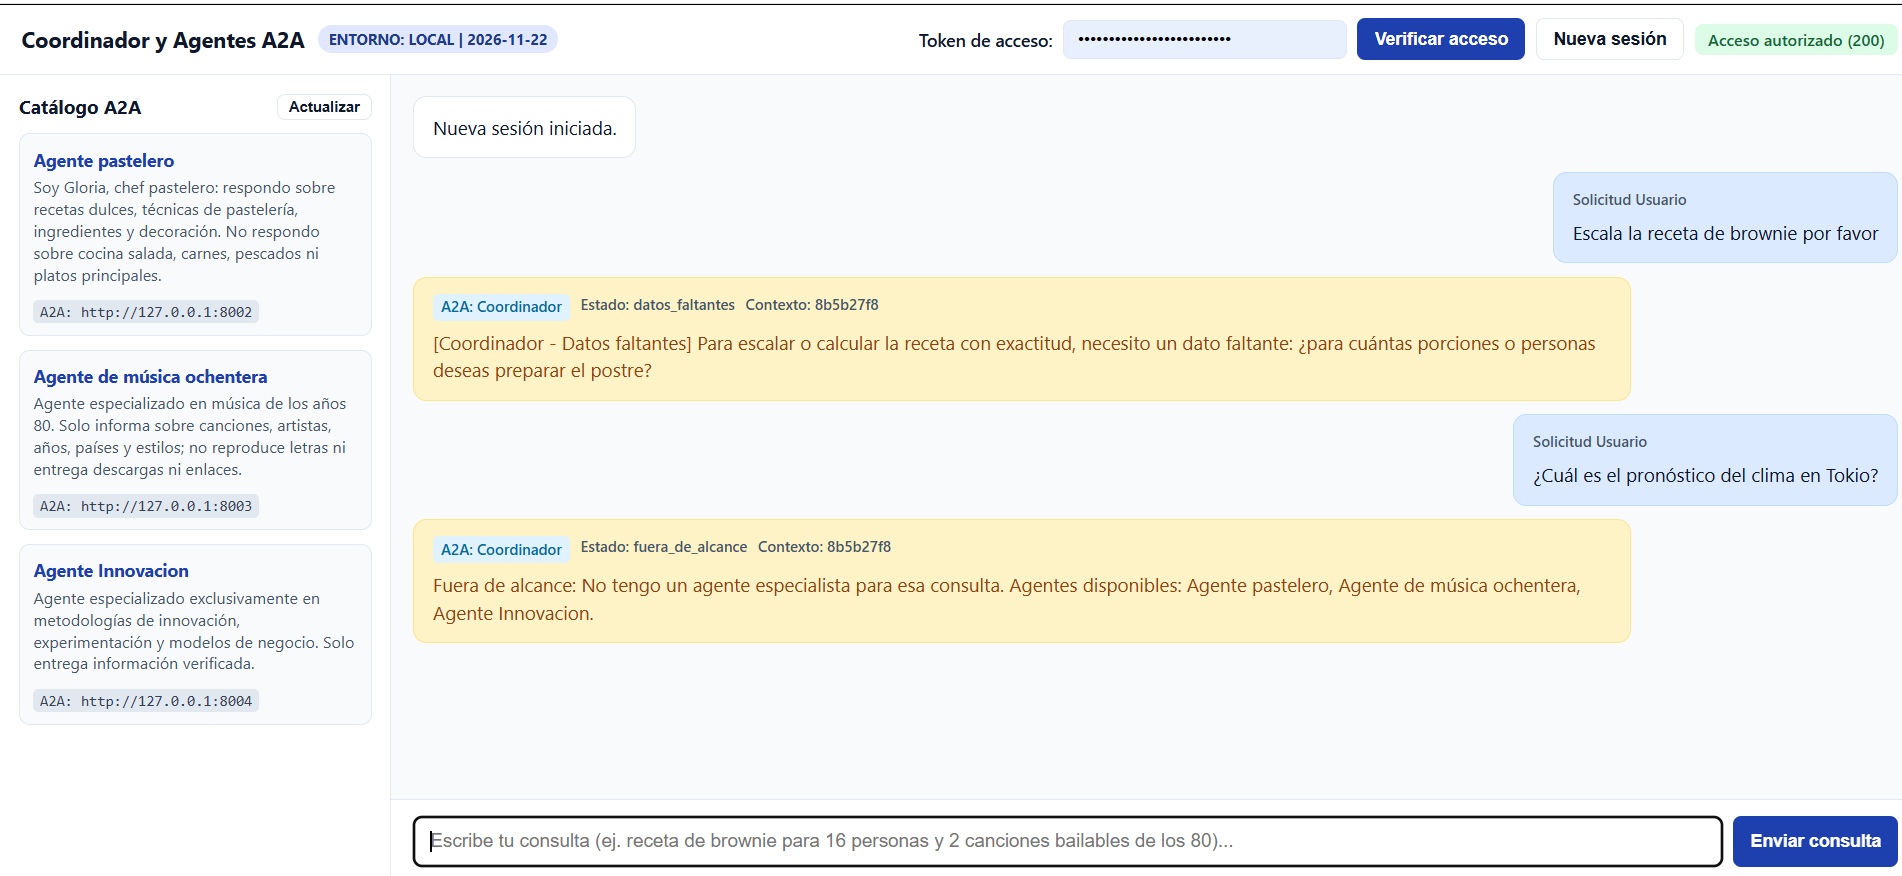 Coordinador y Agentes A2A
ENTORNO: LOCAL | 2026-11-22
Token de acceso:
••••••••••••••••••••••••
Verificar acceso
Nueva sesión
Acceso autorizado (200)
Catálogo A2A
Actualizar
Agente pastelero
Soy Gloria, chef pastelero: respondo sobre
recetas dulces, técnicas de pastelería,
ingredientes y decoración. No respondo
sobre cocina salada, carnes, pescados ni
platos principales.
A2A: http://127.0.0.1:8002
Agente de música ochentera
Agente especializado en música de los años
80. Solo informa sobre canciones, artistas,
años, países y estilos; no reproduce letras ni
entrega descargas ni enlaces.
A2A: http://127.0.0.1:8003
Agente Innovacion
Agente especializado exclusivamente en
metodologías de innovación,
experimentación y modelos de negocio. Solo
entrega información verificada.
A2A: http://127.0.0.1:8004
Nueva sesión iniciada.
Solicitud Usuario
Escala la receta de brownie por favor
A2A: Coordinador Estado: datos_faltantes Contexto: 8b5b27f8
[Coordinador - Datos faltantes] Para escalar o calcular la receta con exactitud, necesito un dato faltante: ¿para cuántas porciones o personas
deseas preparar el postre?
Solicitud Usuario
¿Cuál es el pronóstico del clima en Tokio?
A2A: Coordinador Estado: fuera_de_alcance Contexto: 8b5b27f8
Fuera de alcance: No tengo un agente especialista para esa consulta. Agentes disponibles: Agente pastelero, Agente de música ochentera,
Agente Innovacion.
Escribe tu consulta (ej. receta de brownie para 16 personas y 2 canciones bailables de los 80)...
Enviar consulta